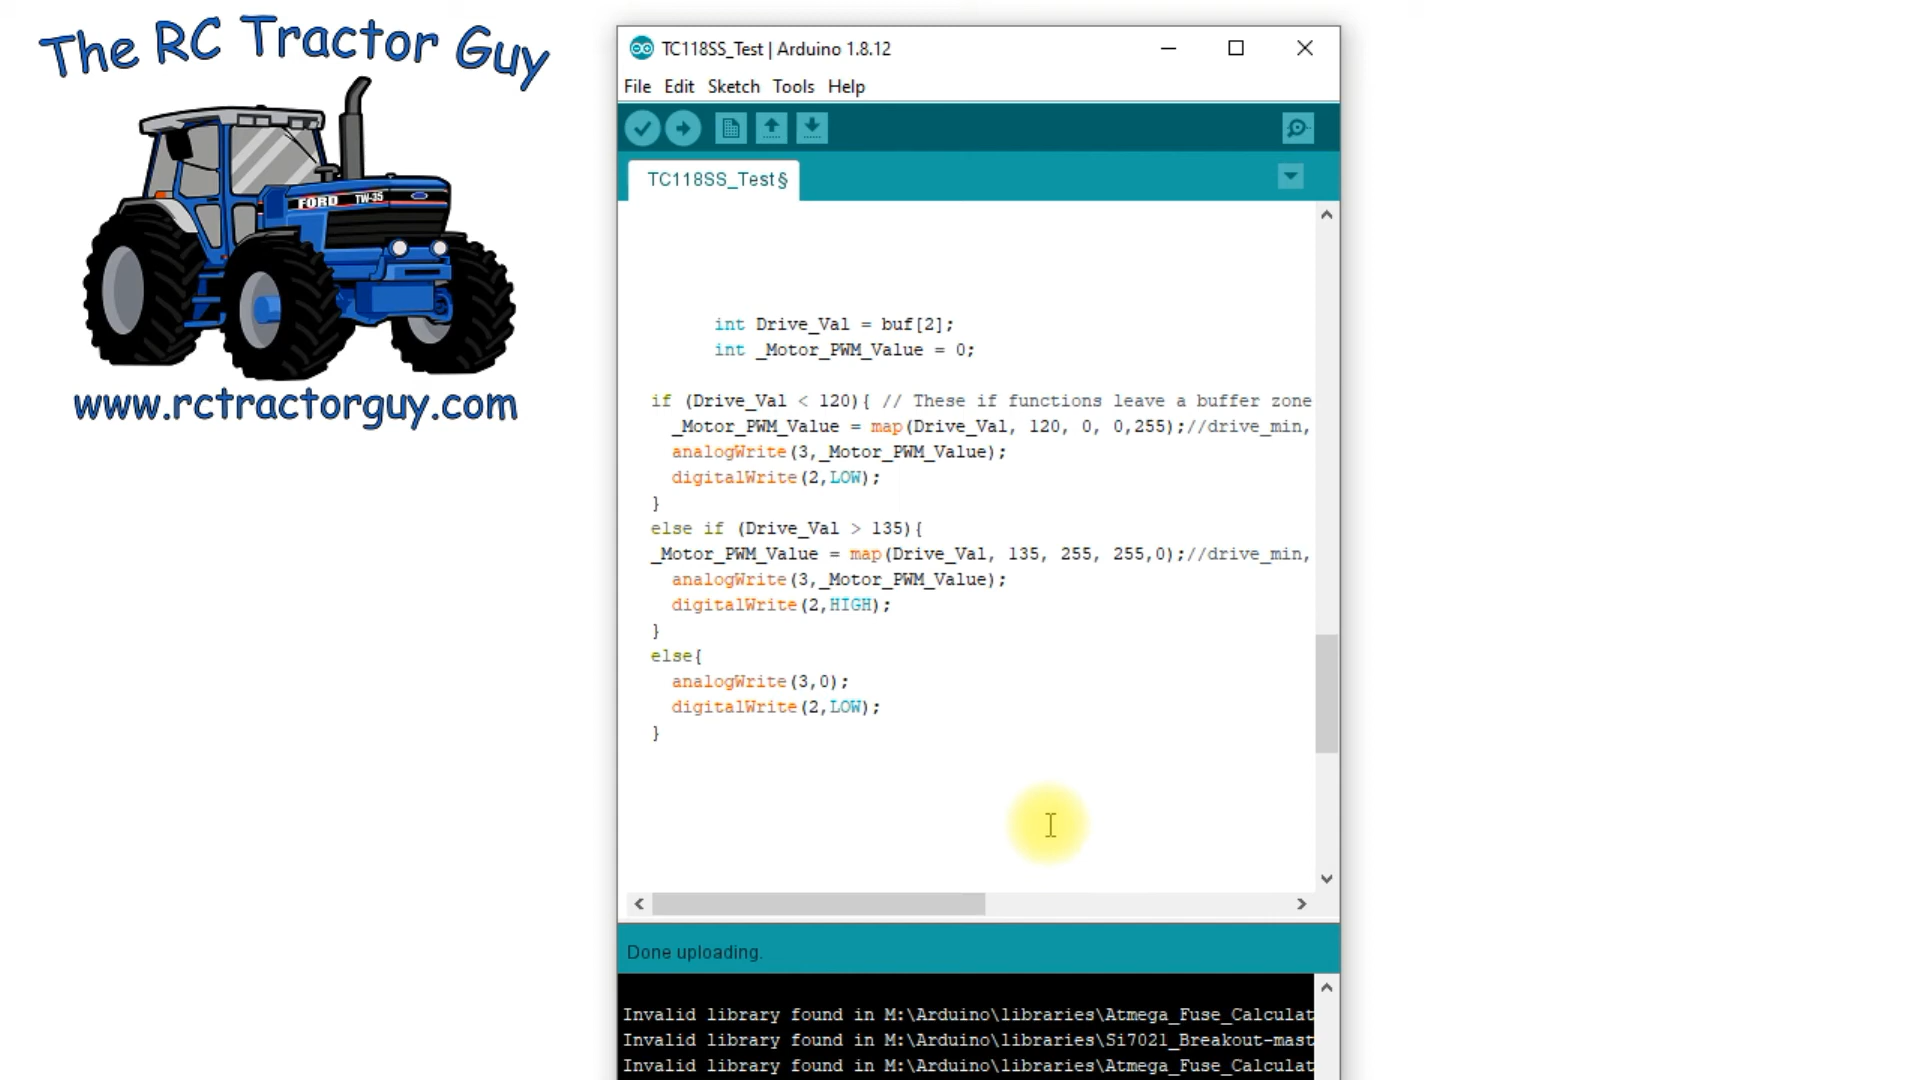 The RC Tractor Guy
FORD TW-35
www.rctractorguy.com
TC118SS_Test | Arduino 1.8.12
File Edit Sketch Tools Help
TC118SS_Test§
int Drive_Val = buf[2];
int _Motor_PWM_Value = 0;
if (Drive_Val < 120){ // These if functions leave a buffer zone
_Motor_PWM_Value = map(Drive_Val, 120, 0, 0,255);//drive_min,
analogWrite(3,_Motor_PWM_Value);
digitalWrite(2,LOW);
}
else if (Drive_Val > 135){
_Motor_PWM_Value = map(Drive_Val, 135, 255, 255,0);//drive_min,
analogWrite(3,_Motor_PWM_Value);
digitalWrite(2,HIGH);
}
else{
analogWrite(3,0);
digitalWrite(2,LOW);
}
Done uploading.
Invalid library found in M:\Arduino\libraries\Atmega_Fuse_Calculat
Invalid library found in M:\Arduino\libraries\Si7021_Breakout-mast
Invalid library found in M:\Arduino\libraries\Atmega_Fuse_Calculat